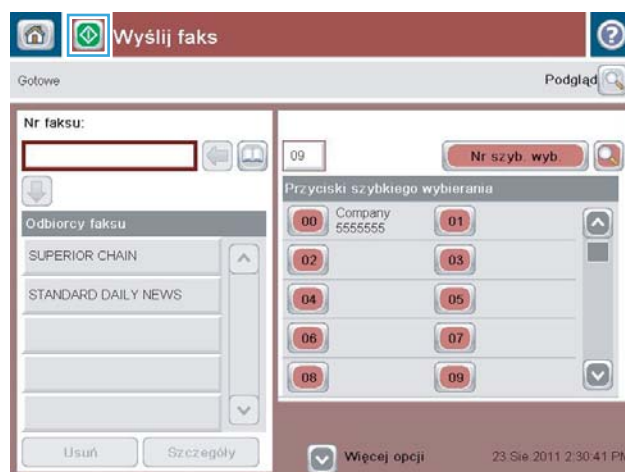 Wyślij faks
Gotowe
Podgląd
Nr faksu:
09
Nr szyb. wyb.
Przyciski szybkiego wybierania
Odbiorcy faksu
SUPERIOR CHAIN
STANDARD DAILY NEWS
00 Company 01
5555555
02 03
04 05
06 07
08 09
Usuń Szczegóły
Więcej opcji
23 Sie 2011 2:30:41 PM